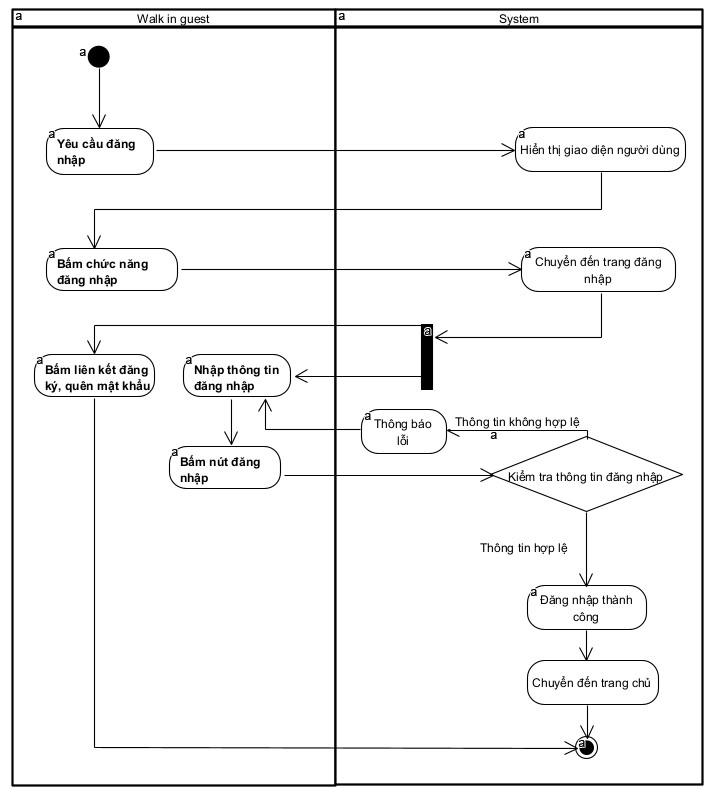 a
Walk in guest
a
System
a
a
Yêu cầu đăng
nhập
a
Hiển thị giao diện người dùng
a
Bấm chức năng
đăng nhập
a
Chuyển đến trang đăng
nhập
a
a
Bấm liên kết đăng
ký, quên mật khẩu
a
Nhập thông tin
đăng nhập
a
Thông báo
lỗi
Thông tin không hợp lệ
a
a
Bấm nút đăng
nhập
Kiểm tra thông tin đăng nhập
Thông tin hợp lệ
a
Đăng nhập thành
công
a
Chuyển đến trang chủ
a